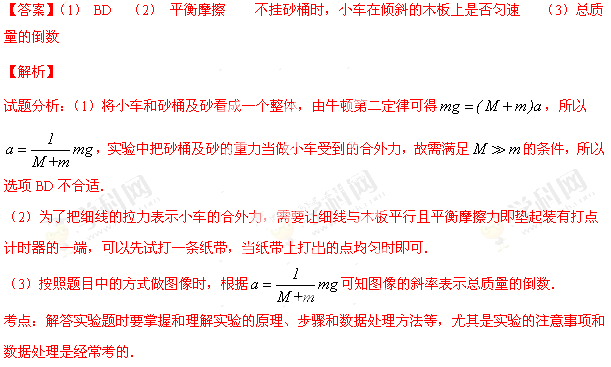 【答案】（1） BD （2） 平衡摩擦 不挂砂桶时，小车在倾斜的木板上是否匀速 （3）总质
量的倒数
【解析】
试题分析：（1）将小车和砂桶及砂看成一个整体，由牛顿第二定律可得mg=(M+m)a，所以
a=\frac{1}{M+m}mg，实验中把砂桶及砂的重力当做小车受到的合外力，故需满足M≫m的条件，所以
选项BD不合适．
（2）为了把细线的拉力表示小车的合外力，需要让细线与木板平行且平衡摩擦力即垫起装有打点
计时器的一端，可以先试打一条纸带，当纸带上打出的点均匀时即可．
（3）按照题目中的方式做图像时，根据a=\frac{1}{M+m}mg可知图像的斜率表示总质量的倒数．
考点：解答实验题时要掌握和理解实验的原理、步骤和数据处理方法等，尤其是实验的注意事项和
数据处理是经常考的．